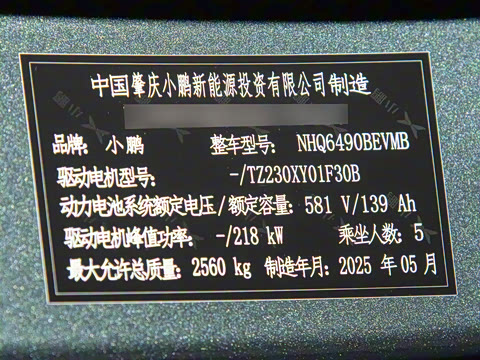 中国肇庆小鹏新能源投资有限公司制造
品牌: 小鹏 整车型号: NHQ6490BEVMB
驱动电机型号: -/TZ230XY01F30B
动力电池系统额定电压/额定容量: 581 V/139 Ah
驱动电机峰值功率: -/218 kW 乘坐人数: 5
最大允许总质量: 2560 kg 制造年月: 2025 年 05 月